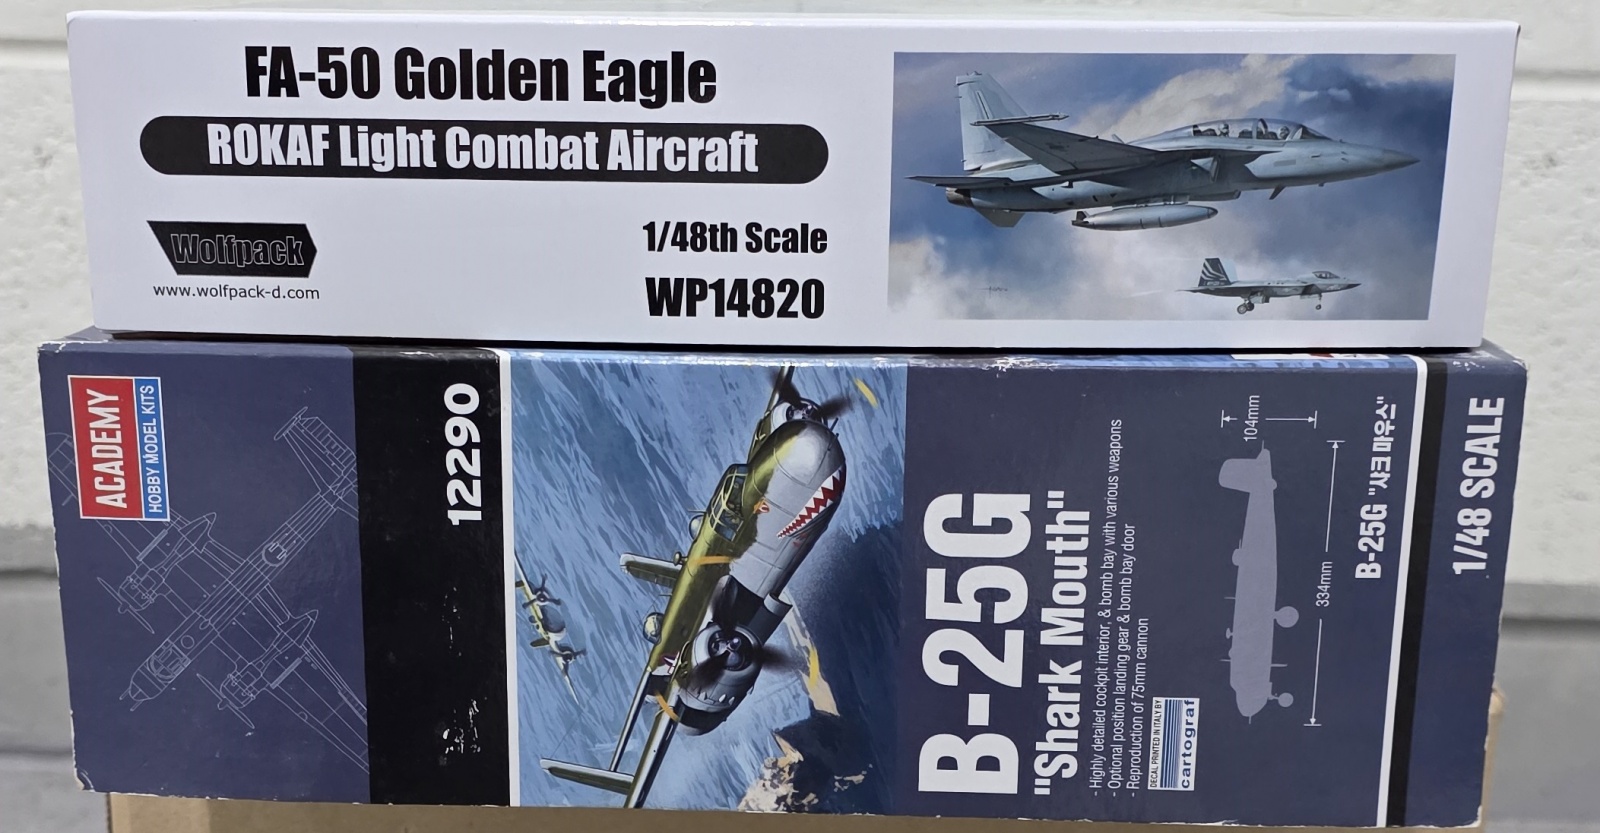 FA-50 Golden Eagle
ROKAF Light Combat Aircraft
Wolfpack
www.wolfpack-d.com
1/48th Scale
WP14820
ACADEMY
HOBBY MODEL KITS
12290
B-25G
"Shark Mouth"
- Highly detailed cockpit interior, & bomb bay with various weapons
- Optional position landing gear & bomb bay door
- Reproduction of 75mm cannon
DECAL PRINTED IN ITALY BY
cartograf
104mm
334mm
B-25G "샤크 마우스"
1/48 SCALE